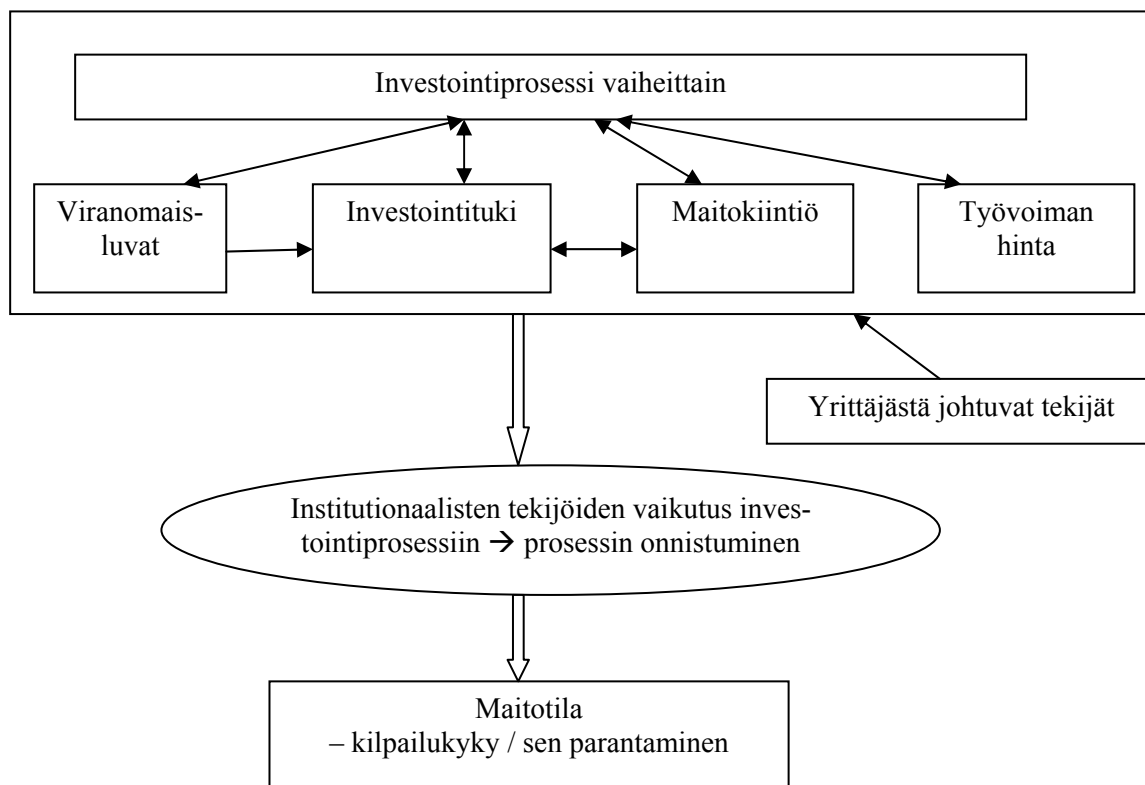 Investointiprosessi vaiheittain
Viranomais-
luvat
Investointituki
Maitokiintiö
Työvoiman
hinta
Yrittäjästä johtuvat tekijät
Institutionaalisten tekijöiden vaikutus inves-
tointiprosessiin → prosessin onnistuminen
Maitotila
– kilpailukyky / sen parantaminen